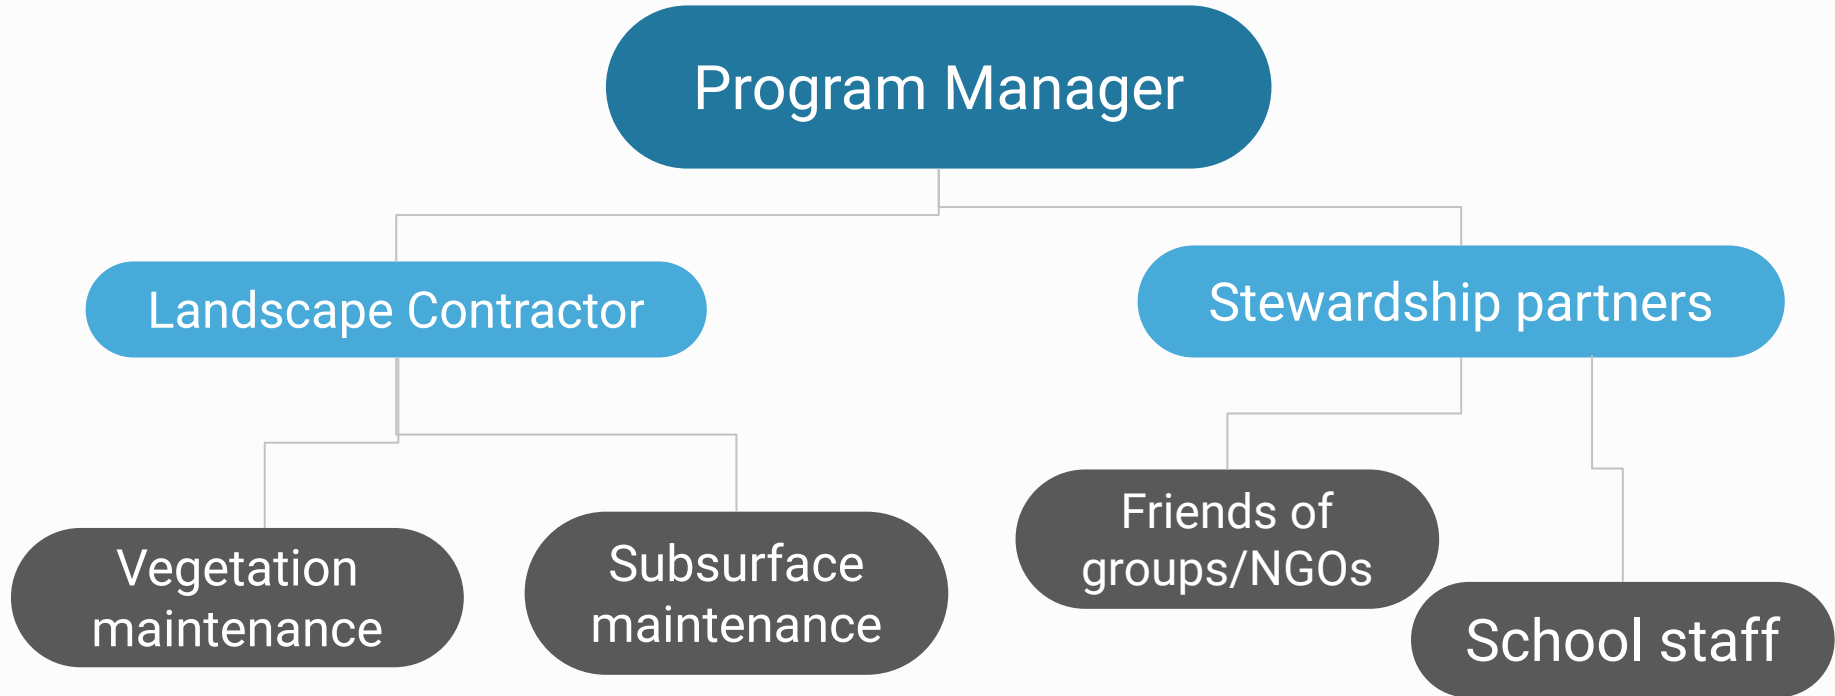 Program Manager
Landscape Contractor
Stewardship partners
Vegetation
maintenance
Subsurface
maintenance
Friends of
groups/NGOs
School staff